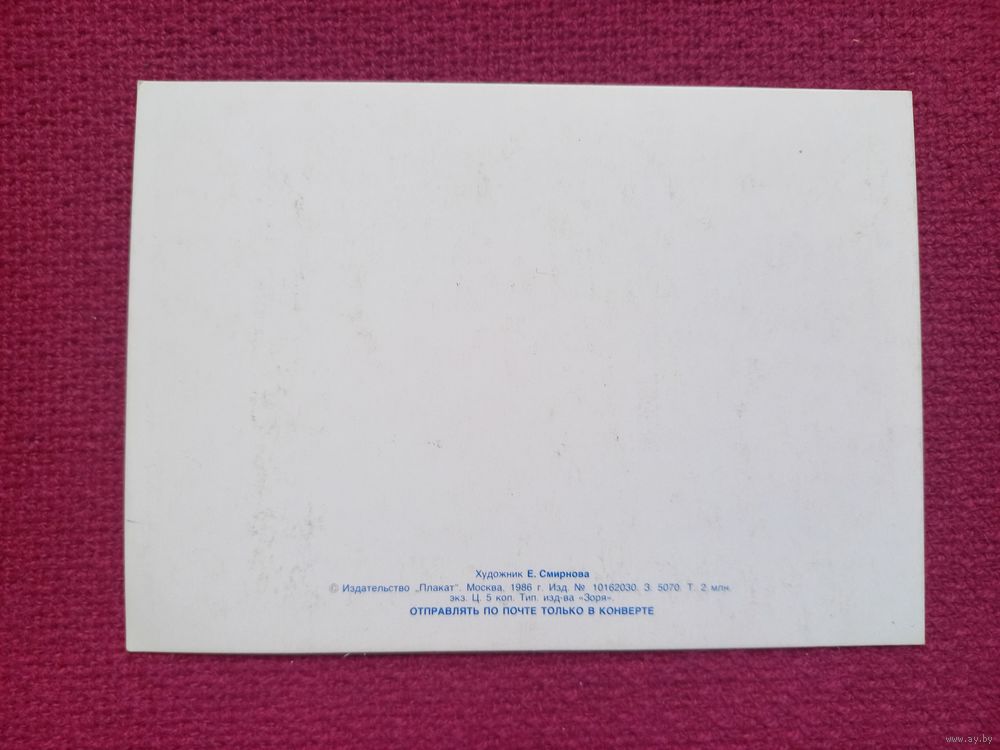 Художник Е. Смирнова
© Издательство „Плакат". Москва, 1986 г. Изд. № 10162030. З. 5070. Т. 2 млн.
экз. Ц. 5 коп. Тип. изд-ва «Зоря».
ОТПРАВЛЯТЬ ПО ПОЧТЕ ТОЛЬКО В КОНВЕРТЕ
www.ay.by